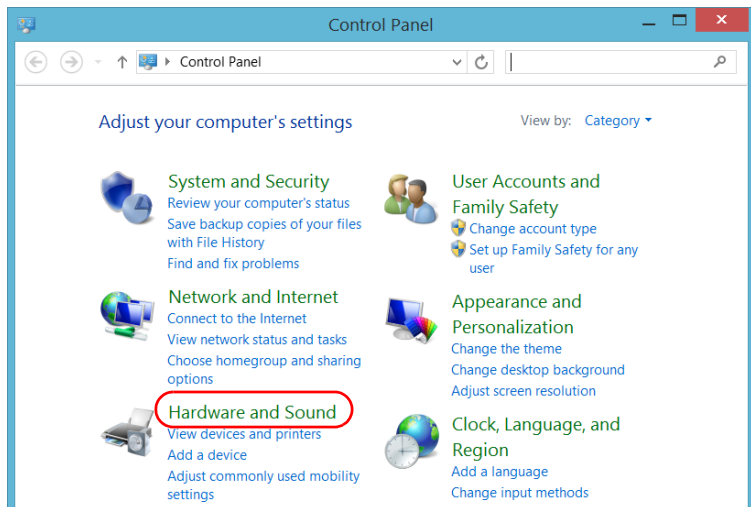 Control Panel
Control Panel
Adjust your computer's settings
View by: Category
System and Security
Review your computer's status
Save backup copies of your files
with File History
Find and fix problems
Network and Internet
Connect to the Internet
View network status and tasks
Choose homegroup and sharing
options
Hardware and Sound
View devices and printers
Add a device
Adjust commonly used mobility
settings
User Accounts and
Family Safety
Change account type
Set up Family Safety for any
user
Appearance and
Personalization
Change the theme
Change desktop background
Adjust screen resolution
Clock, Language, and
Region
Add a language
Change input methods